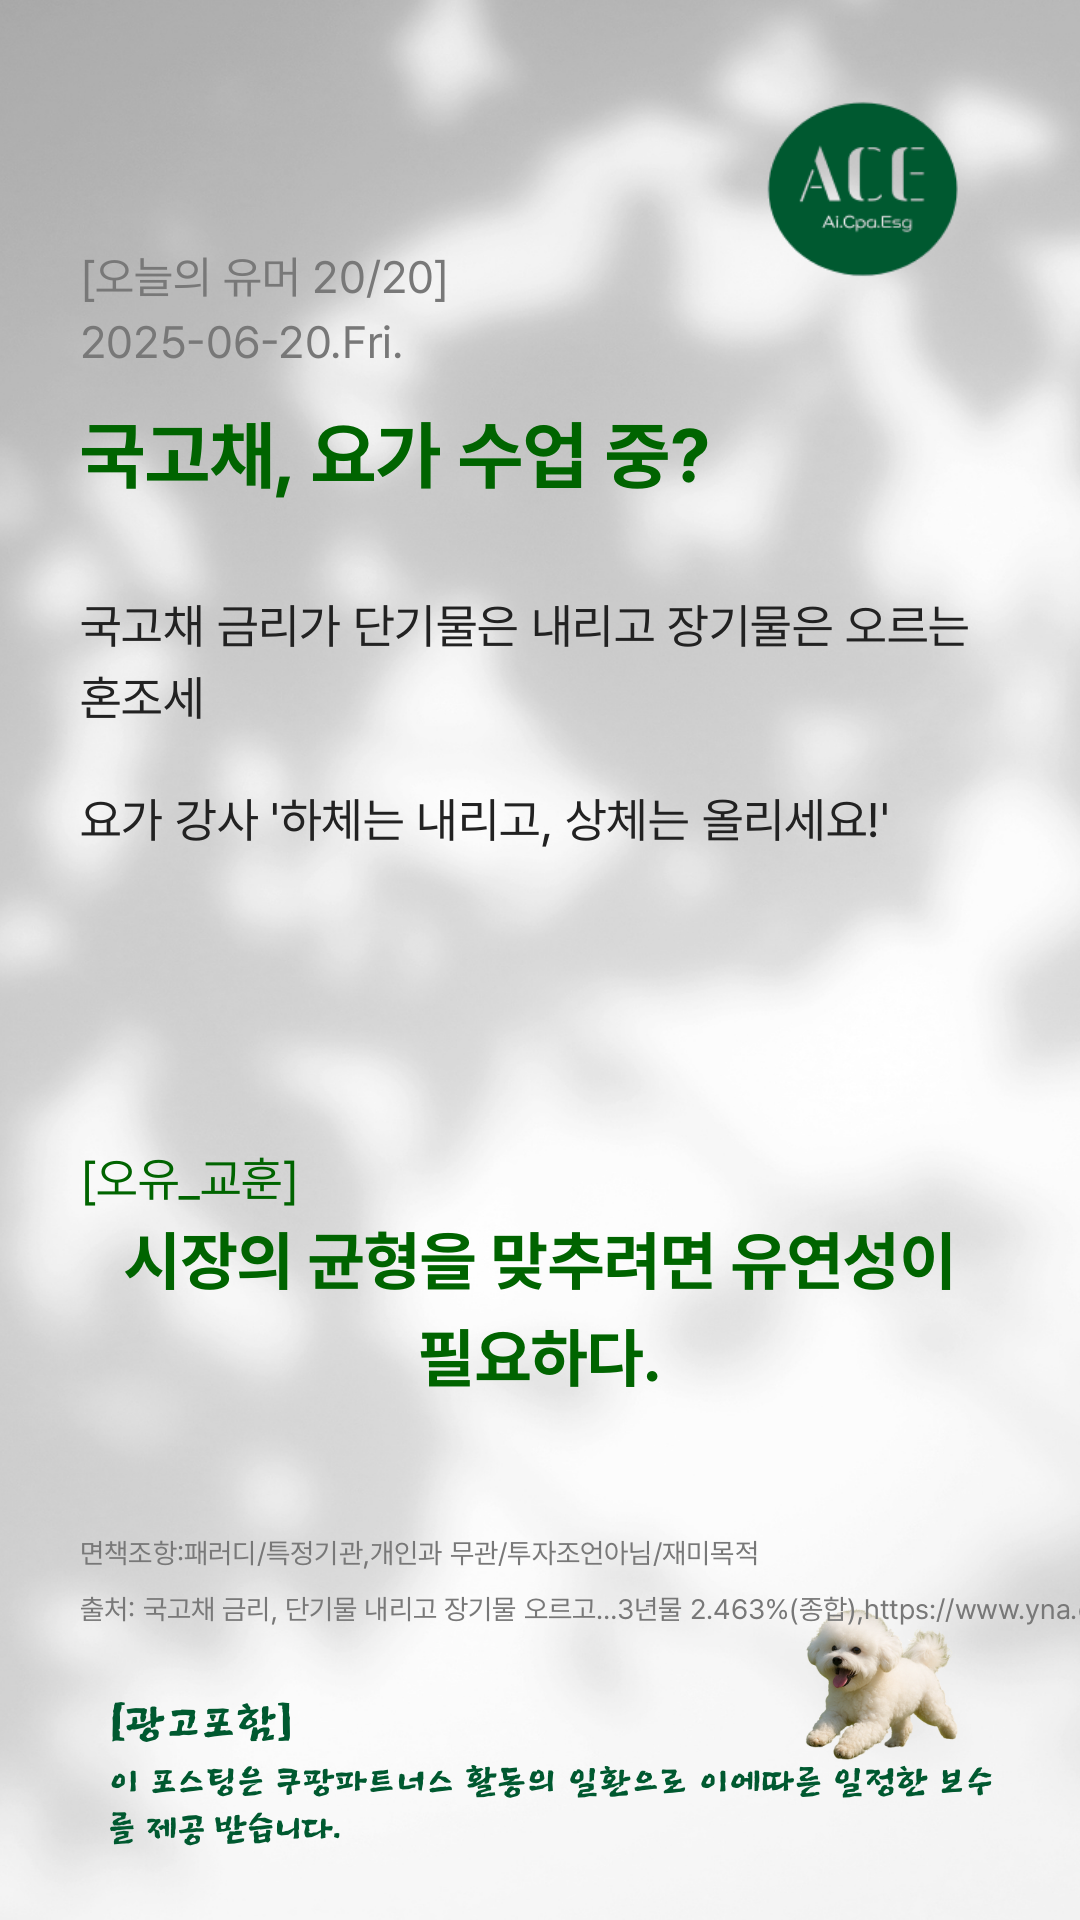 ACE
Ai.Cpa.Esg
[오늘의 유머 20/20]
2025-06-20.Fri.
국고채, 요가 수업 중?
국고채 금리가 단기물은 내리고 장기물은 오르는
혼조세
요가 강사 '하체는 내리고, 상체는 올리세요!'
[오유_교훈]
시장의 균형을 맞추려면 유연성이
필요하다.
면책조항:패러디/특정기관,개인과 무관/투자조언아님/재미목적
출처: 국고채 금리, 단기물 내리고 장기물 오르고...3년물 2.463%(종합),https://www.yna.
[광고포함]
이 포스팅은 쿠팡파트너스 활동의 일환으로 이에따른 일정한 보수
를 제공 받습니다.